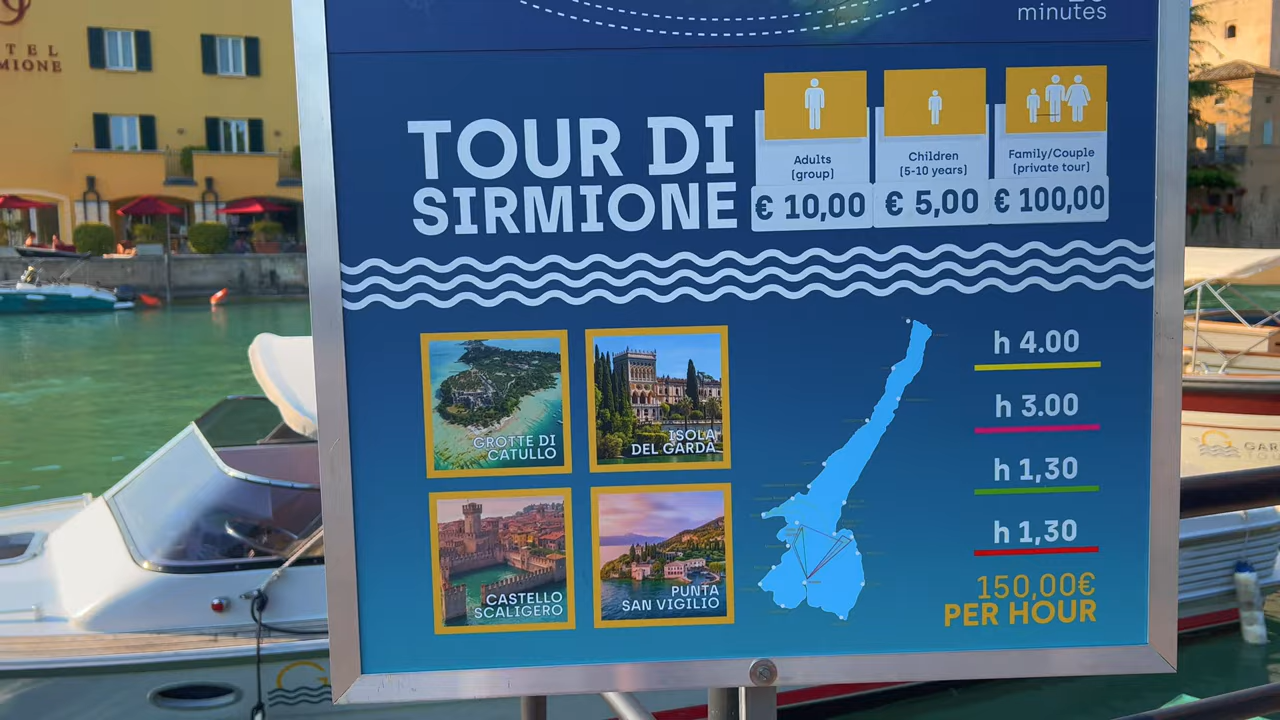 minutes
TOUR DI
SIRMIONE
Adults
(group)
€ 10,00
Children
(5-10 years)
€ 5,00
Family/Couple
(private tour)
€ 100,00
GROTTE DI
CATULLO
ISOLA
DEL GARDA
CASTELLO
SCALIGERO
PUNTA
SAN VIGILIO
h 4.00
h 3.00
h 1,30
h 1,30
150,00€
PER HOUR
GAR